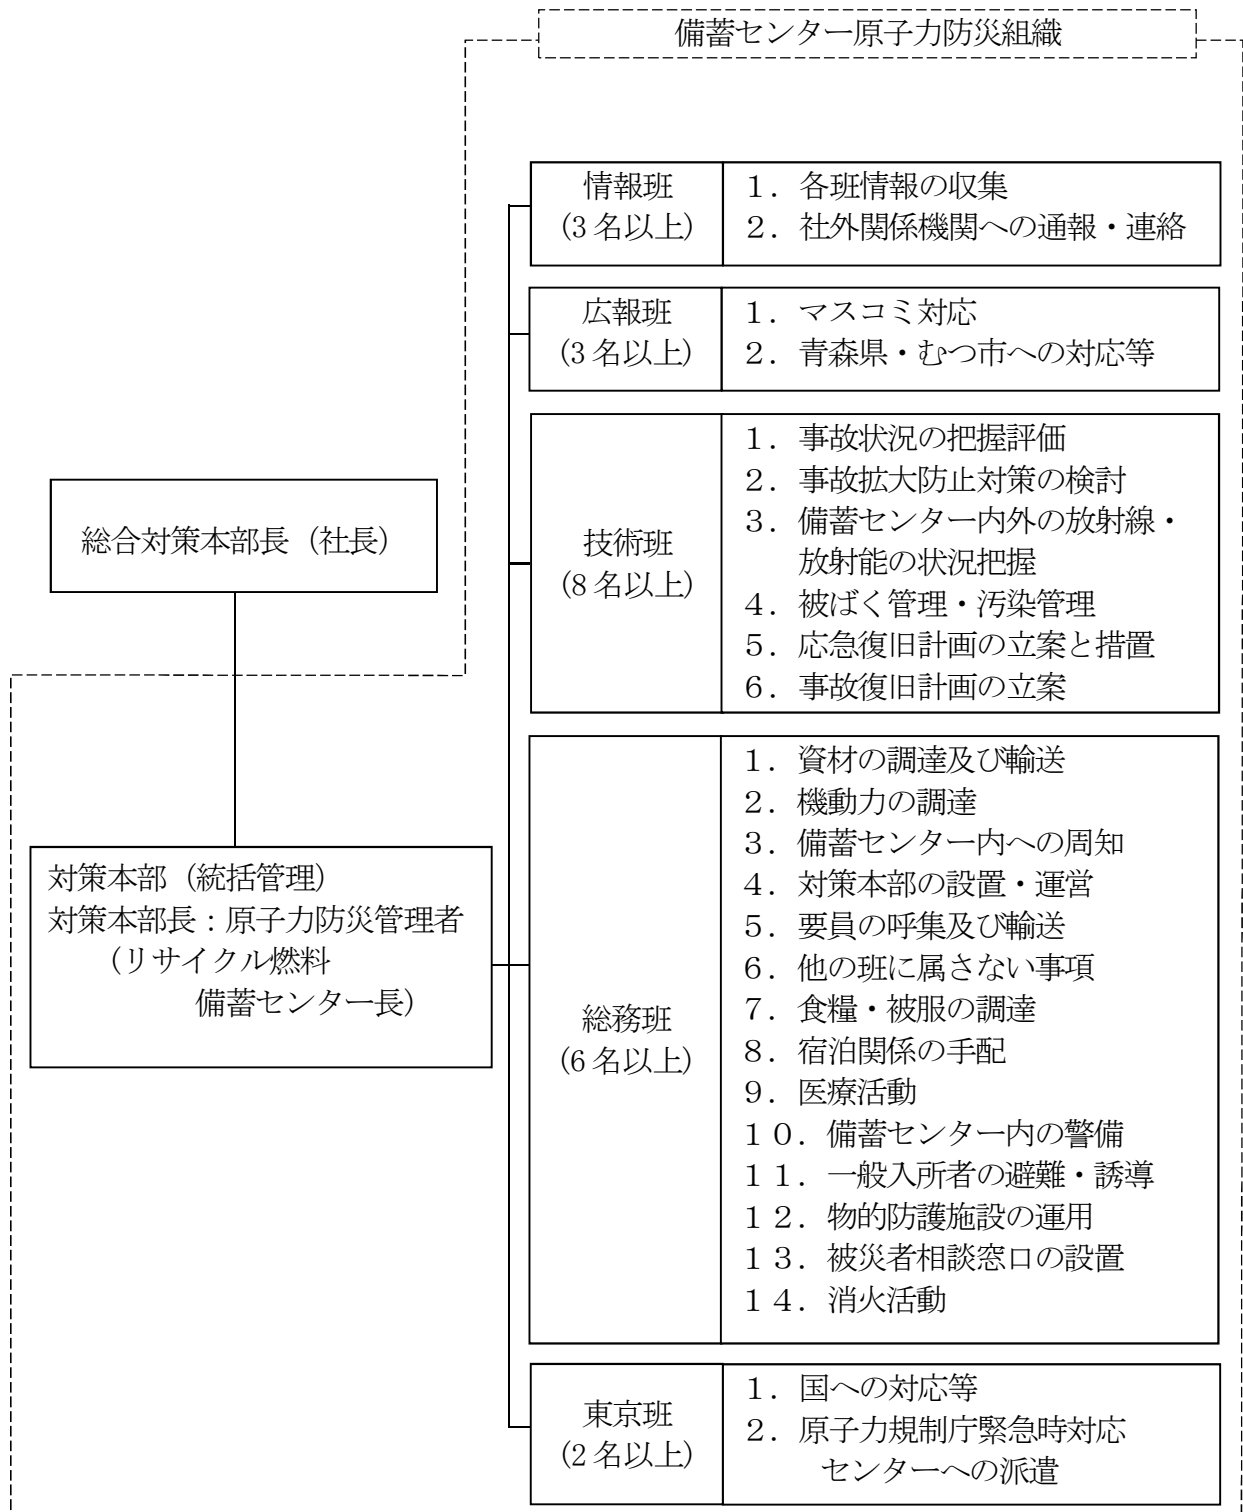 備蓄センター原子力防災組織
情報班
(3名以上)
１．各班情報の収集
２．社外関係機関への通報・連絡
広報班
(3名以上)
１．マスコミ対応
２．青森県・むつ市への対応等
総合対策本部長（社長）
技術班
(8名以上)
１．事故状況の把握評価
２．事故拡大防止対策の検討
３．備蓄センター内外の放射線・
放射能の状況把握
４．被ばく管理・汚染管理
５．応急復旧計画の立案と措置
６．事故復旧計画の立案
対策本部（統括管理）
対策本部長：原子力防災管理者
（リサイクル燃料
備蓄センター長）
総務班
(6名以上)
１．資材の調達及び輸送
２．機動力の調達
３．備蓄センター内への周知
４．対策本部の設置・運営
５．要員の呼集及び輸送
６．他の班に属さない事項
７．食糧・被服の調達
８．宿泊関係の手配
９．医療活動
１０．備蓄センター内の警備
１１．一般入所者の避難・誘導
１２．物的防護施設の運用
１３．被災者相談窓口の設置
１４．消火活動
東京班
(2名以上)
１．国への対応等
２．原子力規制庁緊急時対応
センターへの派遣